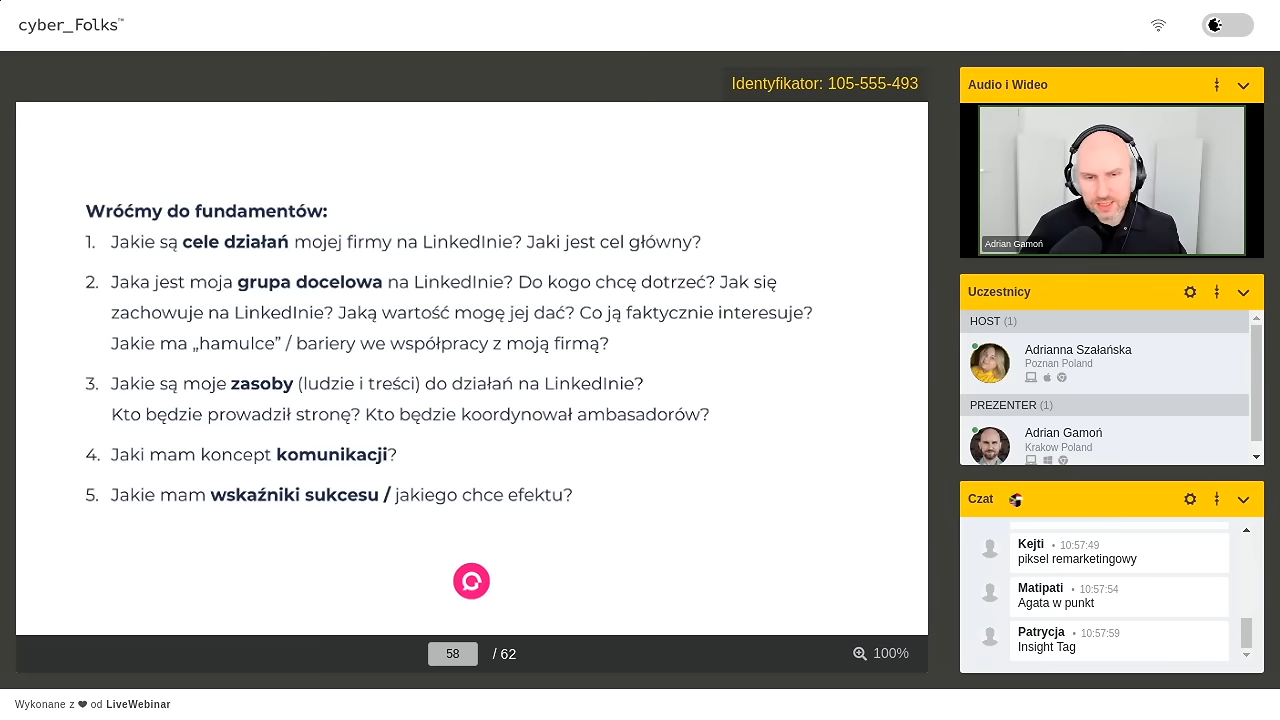 cyber_Folks™
Identyfikator: 105-555-493
Wróćmy do fundamentów:
1. Jakie są cele działań mojej firmy na LinkedInie? Jaki jest cel główny?
2. Jaka jest moja grupa docelowa na LinkedInie? Do kogo chcę dotrzeć? Jak się
zachowuje na LinkedInie? Jaką wartość mogę jej dać? Co ją faktycznie interesuje?
Jakie ma „hamulce” / bariery we współpracy z moją firmą?
3. Jakie są moje zasoby (ludzie i treści) do działań na LinkedInie?
Kto będzie prowadził stronę? Kto będzie koordynował ambasadorów?
4. Jaki mam koncept komunikacji?
5. Jakie mam wskaźniki sukcesu / jakiego chce efektu?
58 / 62
100%
Audio i Wideo
Adrian Gamoń
Uczestnicy
HOST (1)
Adrianna Szałańska
Poznan Poland
PREZENTER (1)
Adrian Gamoń
Krakow Poland
Czat
Kejti • 10:57:49
piksel remarketingowy
Matipati • 10:57:54
Agata w punkt
Patrycja • 10:57:59
Insight Tag
Wykonane z ❤ od LiveWebinar